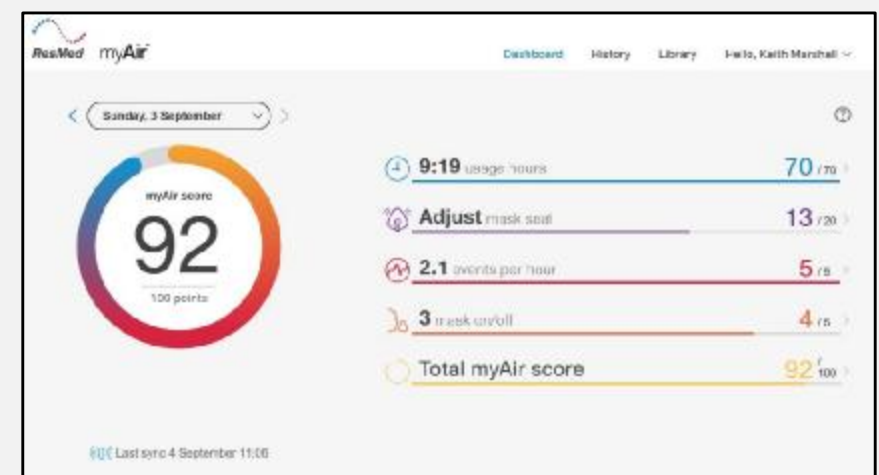 ResMed myAir
Dashboard History Library Hello, Keith Marshall
Sunday, 3 September
myAir score
92
100 points
9:19 usage hours 70 /70
Adjust mask seal 13 /20
2.1 events per hour 5 /5
3 mask on/off 4 /5
Total myAir score 92 / 100
Last sync 4 September 11:06